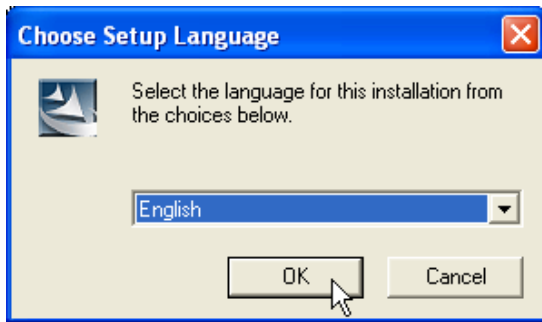 Choose Setup Language
Select the language for this installation from
the choices below.
English
OK
Cancel